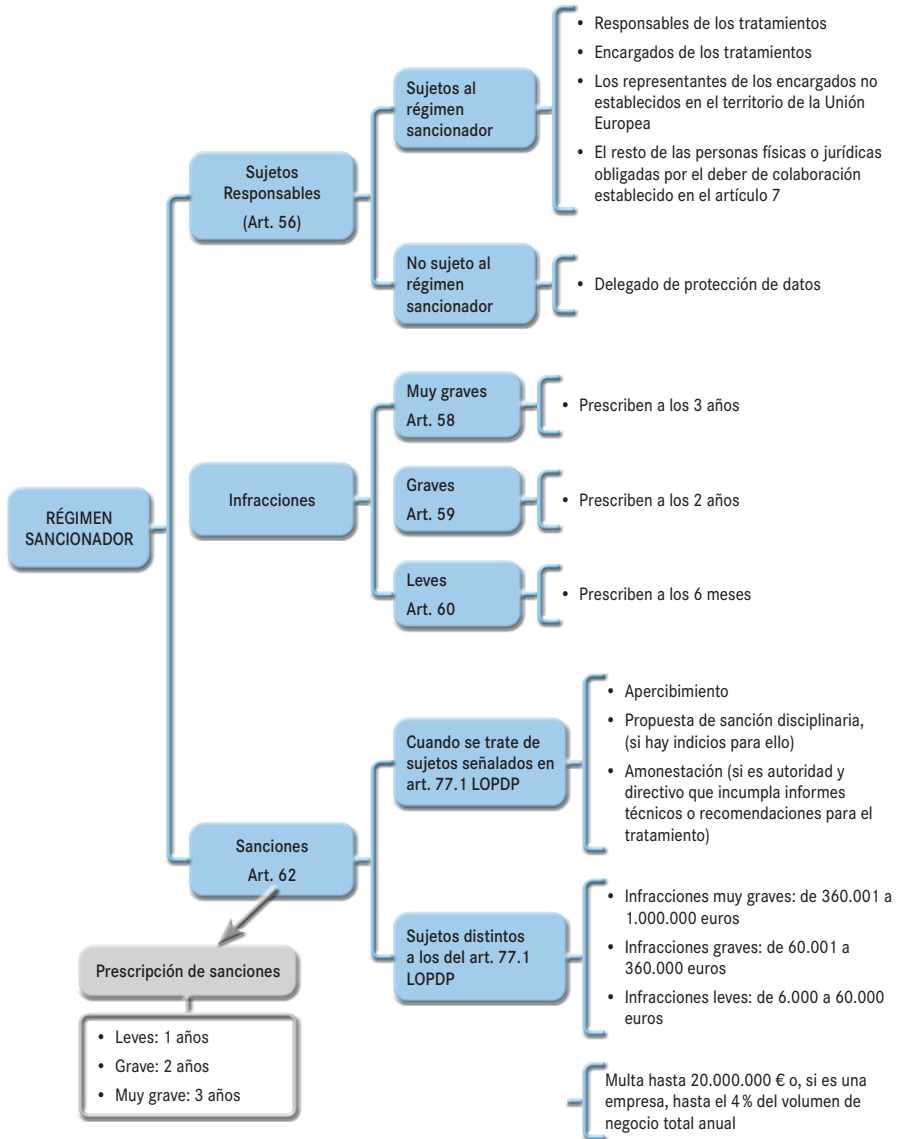 RÉGIMEN
SANCIONADOR
Sujetos
Responsables
(Art. 56)
Sujetos al
régimen
sancionador
• Responsables de los tratamientos
• Encargados de los tratamientos
• Los representantes de los encargados no
establecidos en el territorio de la Unión
Europea
• El resto de las personas físicas o jurídicas
obligadas por el deber de colaboración
establecido en el artículo 7
No sujeto al
régimen
sancionador
• Delegado de protección de datos
Infracciones
Muy graves
Art. 58
• Prescriben a los 3 años
Graves
Art. 59
• Prescriben a los 2 años
Leves
Art. 60
• Prescriben a los 6 meses
Sanciones
Art. 62
Cuando se trate de
sujetos señalados en
art. 77.1 LOPDP
• Apercibimiento
• Propuesta de sanción disciplinaria,
(si hay indicios para ello)
• Amonestación (si es autoridad y
directivo que incumpla informes
técnicos o recomendaciones para el
tratamiento)
Sujetos distintos
a los del art. 77.1
LOPDP
• Infracciones muy graves: de 360.001 a
1.000.000 euros
• Infracciones graves: de 60.001 a
360.000 euros
• Infracciones leves: de 6.000 a 60.000
euros
Multa hasta 20.000.000 € o, si es una
empresa, hasta el 4 % del volumen de
negocio total anual
Prescripción de sanciones
• Leves: 1 años
• Grave: 2 años
• Muy grave: 3 años